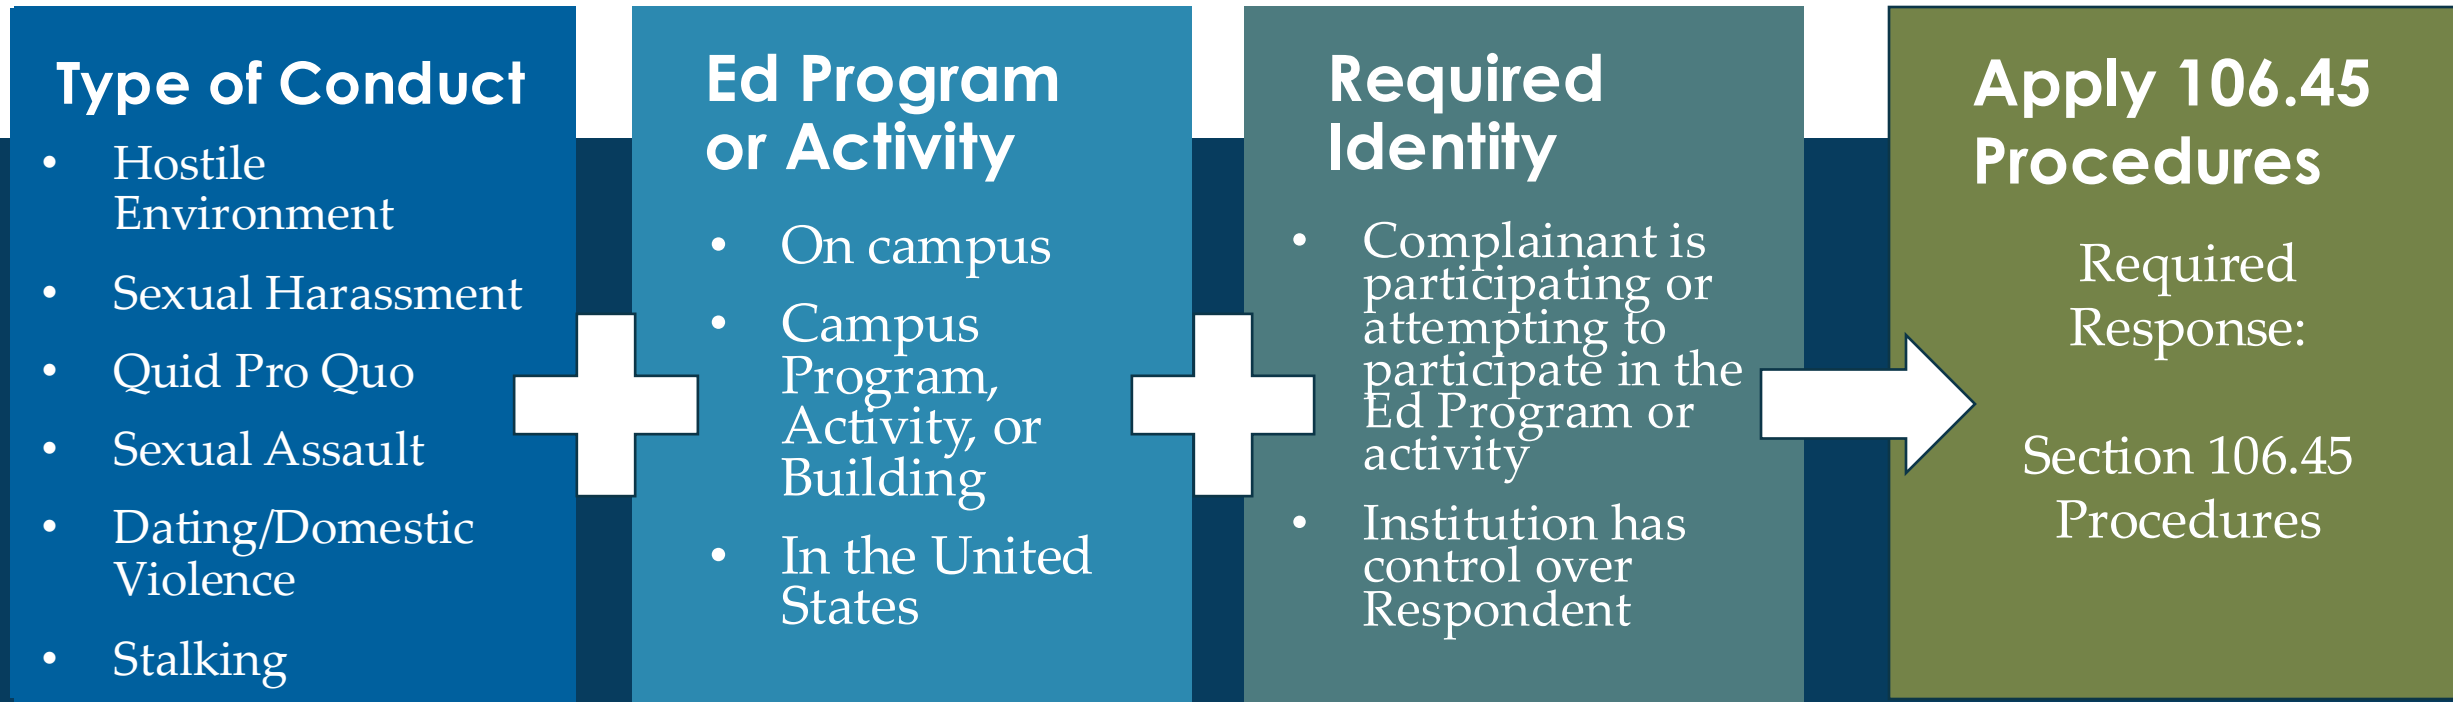 Type of Conduct
• Hostile
Environment
• Sexual Harassment
• Quid Pro Quo
• Sexual Assault
• Dating/Domestic
Violence
• Stalking
Ed Program
or Activity
• On campus
• Campus
Program,
Activity, or
Building
• In the United
States
Required
Identity
• Complainant is
participating or
attempting to
participate in the
Ed Program or
activity
• Institution has
control over
Respondent
Apply 106.45
Procedures
Required
Response:
Section 106.45
Procedures